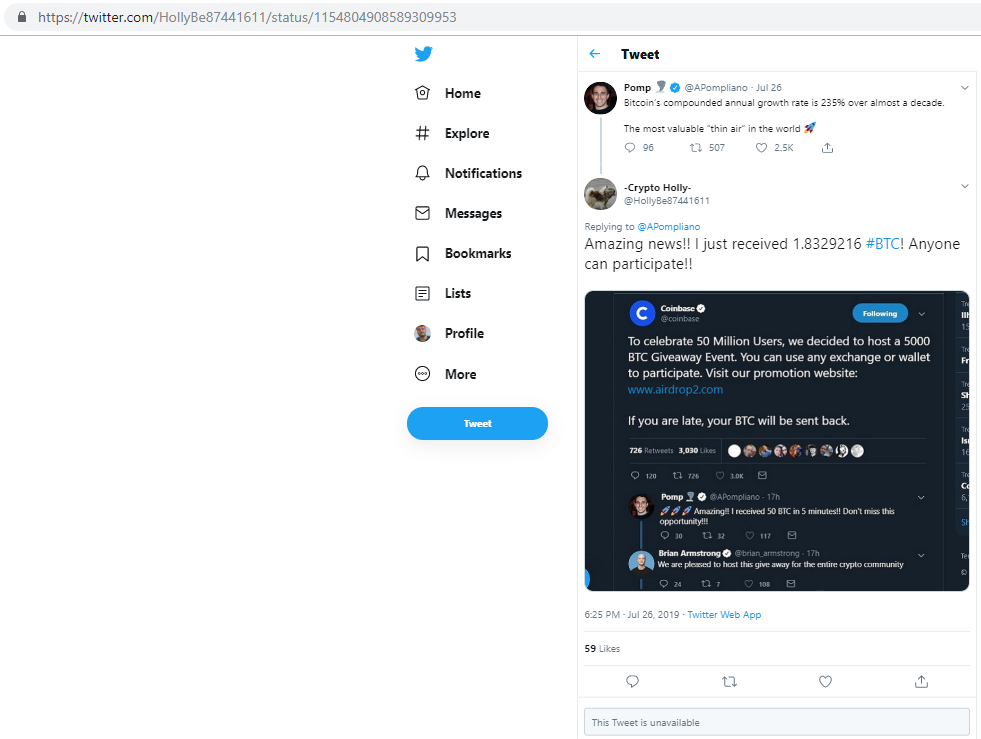 https://twitter.com/HollyBe87441611/status/1154804908589309953
Home
Explore
Notifications
Messages
Bookmarks
Lists
Profile
More
Tweet
Tweet
Pomp @APompliano · Jul 26
Bitcoin's compounded annual growth rate is 235% over almost a decade.
The most valuable "thin air" in the world 🚀
96 507 2.5K
-Crypto Holly-
@HollyBe87441611
Replying to @APompliano
Amazing news!! I just received 1.8329216 #BTC! Anyone
can participate!!
Coinbase
@coinbase
Following
To celebrate 50 Million Users, we decided to host a 5000
BTC Giveaway Event. You can use any exchange or wallet
to participate. Visit our promotion website:
www.airdrop2.com
If you are late, your BTC will be sent back.
726 Retweets 3,030 Likes
120 726 3.0K
Pomp @APompliano · 17h
🚀🚀🚀 Amazing!! I received 50 BTC in 5 minutes!! Don't miss this
opportunity!!!
30 32 117
Brian Armstrong @brian_armstrong · 17h
We are pleased to host this give away for the entire crypto community
24 7 108
6:25 PM · Jul 26, 2019 · Twitter Web App
59 Likes
This Tweet is unavailable